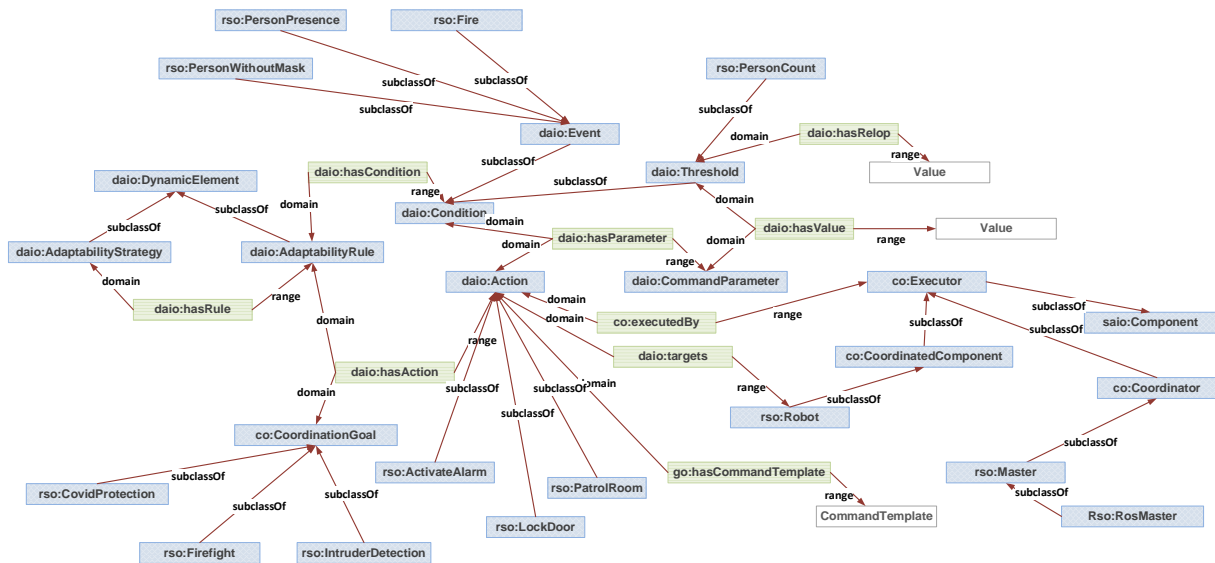 rso:PersonPresence
rso:Fire
rso:PersonWithoutMask
rso:PersonCount
subclassOf
subclassOf
subclassOf
subclassOf
daio:Event
domain
daio:hasRelop
range
Value
subclassOf
daio:hasCondition
daio:DynamicElement
range
subclassOf
daio:Threshold
domain
domain
subclassOf
subclassOf
daio:Condition
domain
daio:hasParameter
daio:hasValue
range
Value
daio:AdaptabilityStrategy
daio:AdaptabilityRule
domain
domain
range
domain
range
daio:hasRule
daio:Action
daio:CommandParameter
co:Executor
domain
subclassOf
domain
co:executedBy
range
saio:Component
domain
range
subclassOf
subclassOf
daio:targets
co:CoordinatedComponent
daio:hasAction
subclassOf
subclassOf
domain
range
subclassOf
co:Coordinator
domain
subclassOf
rso:Robot
co:CoordinationGoal
subclassOf
subclassOf
rso:ActivateAlarm
go:hasCommandTemplate
rso:Master
subclassOf
rso:CovidProtection
rso:PatrolRoom
range
subclassOf
subclassOf
rso:LockDoor
CommandTemplate
Rso:RosMaster
rso:Firefight
rso:IntruderDetection